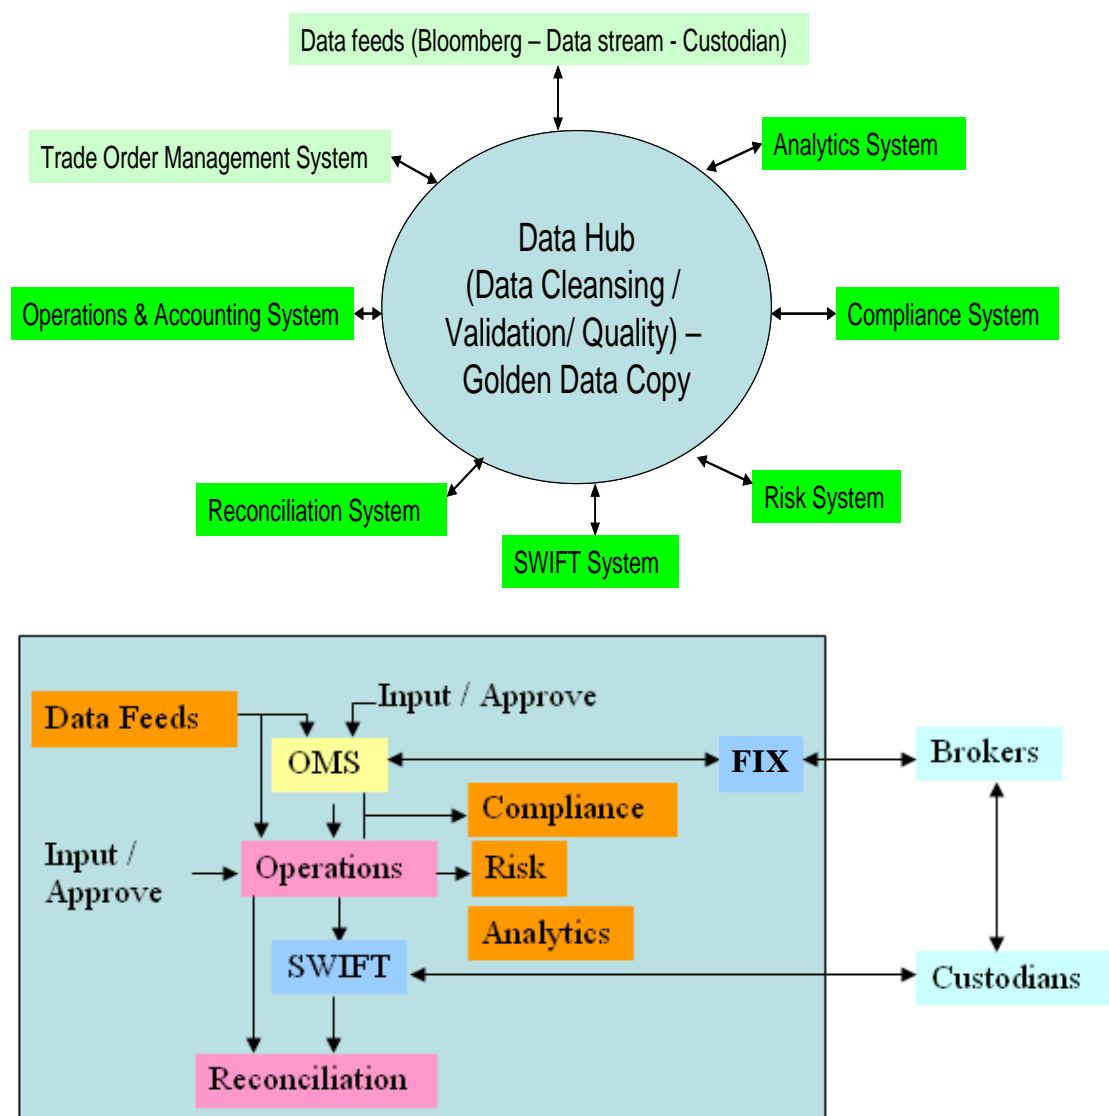 Data feeds (Bloomberg – Data stream - Custodian)
Analytics System
Trade Order Management System
Data Hub
(Data Cleansing /
Validation/ Quality) –
Golden Data Copy
Operations & Accounting System
Compliance System
Risk System
Reconciliation System
SWIFT System
Input / Approve
Data Feeds
OMS
FIX
Brokers
Compliance
Input /
Approve
Operations
Risk
Analytics
SWIFT
Custodians
Reconciliation